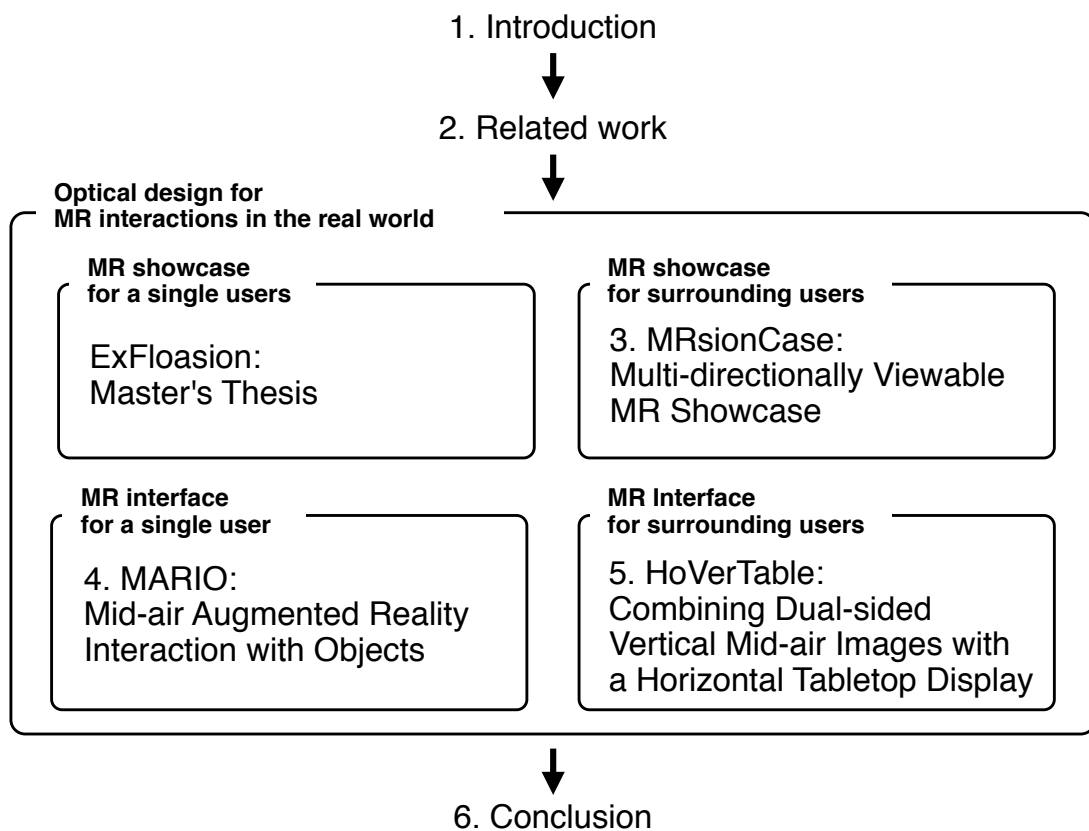 1. Introduction
2. Related work
Optical design for
MR interactions in the real world
MR showcase
for a single users
ExFloasion:
Master's Thesis
MR showcase
for surrounding users
3. MRsionCase:
Multi-directionally Viewable
MR Showcase
MR interface
for a single user
4. MARIO:
Mid-air Augmented Reality
Interaction with Objects
MR Interface
for surrounding users
5. HoVerTable:
Combining Dual-sided
Vertical Mid-air Images with
a Horizontal Tabletop Display
6. Conclusion